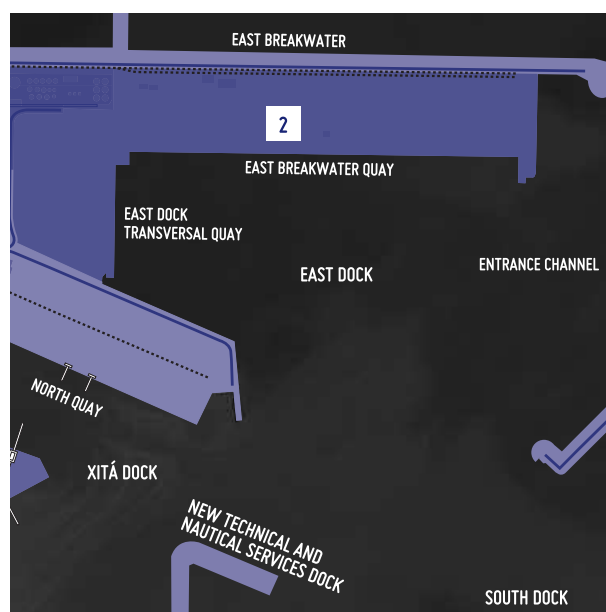 EAST BREAKWATER
2
EAST BREAKWATER QUAY
EAST DOCK
TRANSVERSAL QUAY
EAST DOCK
ENTRANCE CHANNEL
NORTH QUAY
XITÁ DOCK
NEW TECHNICAL AND
NAUTICAL SERVICES DOCK
SOUTH DOCK